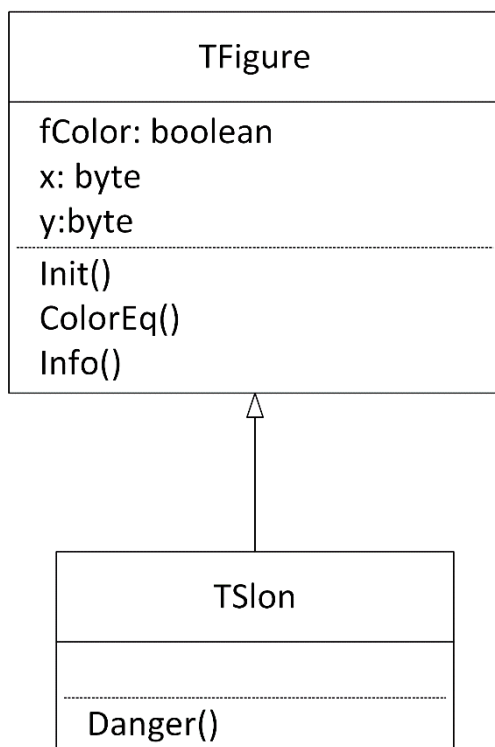 TFigure
fColor: boolean
x: byte
y:byte
Init()
ColorEq()
Info()
TSlon
Danger()